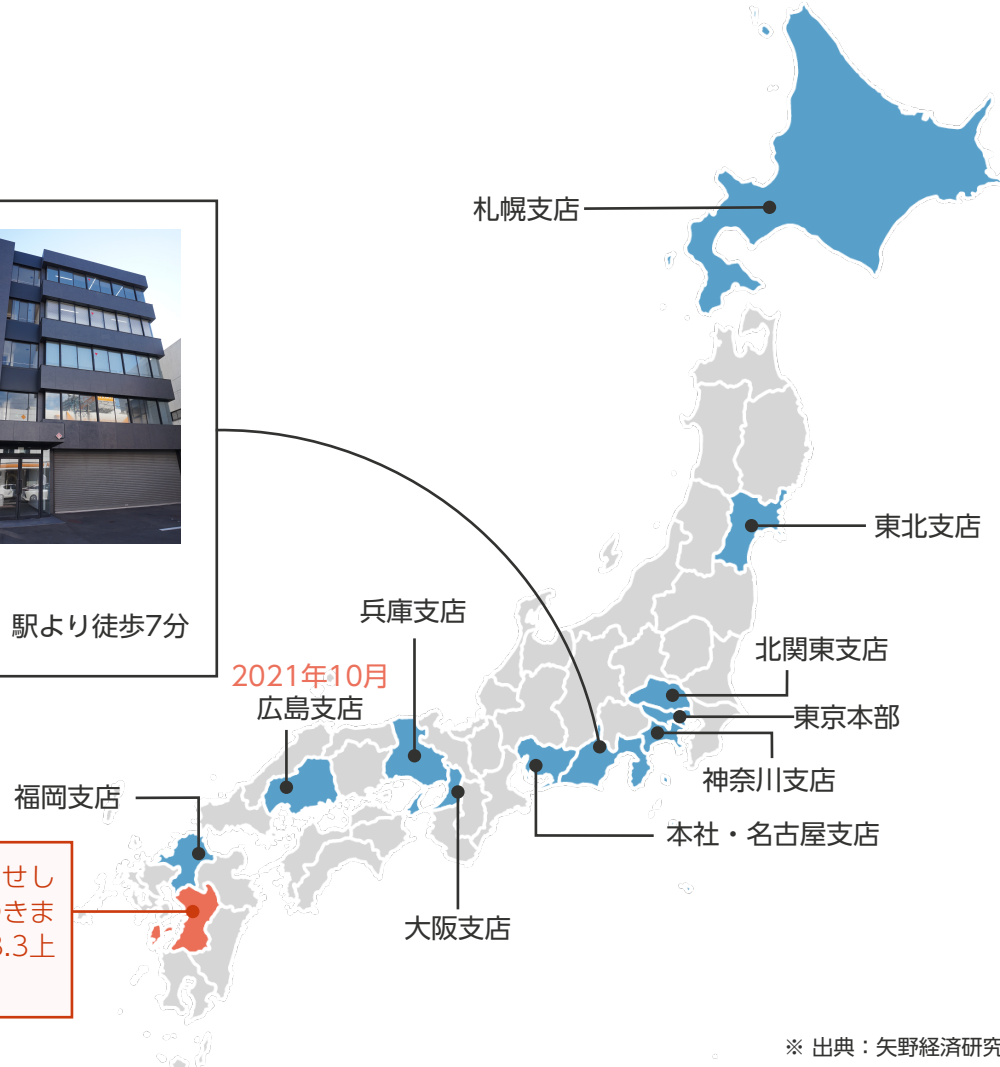 札幌支店
東北支店
駅より徒歩7分
兵庫支店
2021年10月
広島支店
北関東支店
東京本部
神奈川支店
福岡支店
本社・名古屋支店
せし
きま
.3上
大阪支店
※ 出典：矢野経済研究